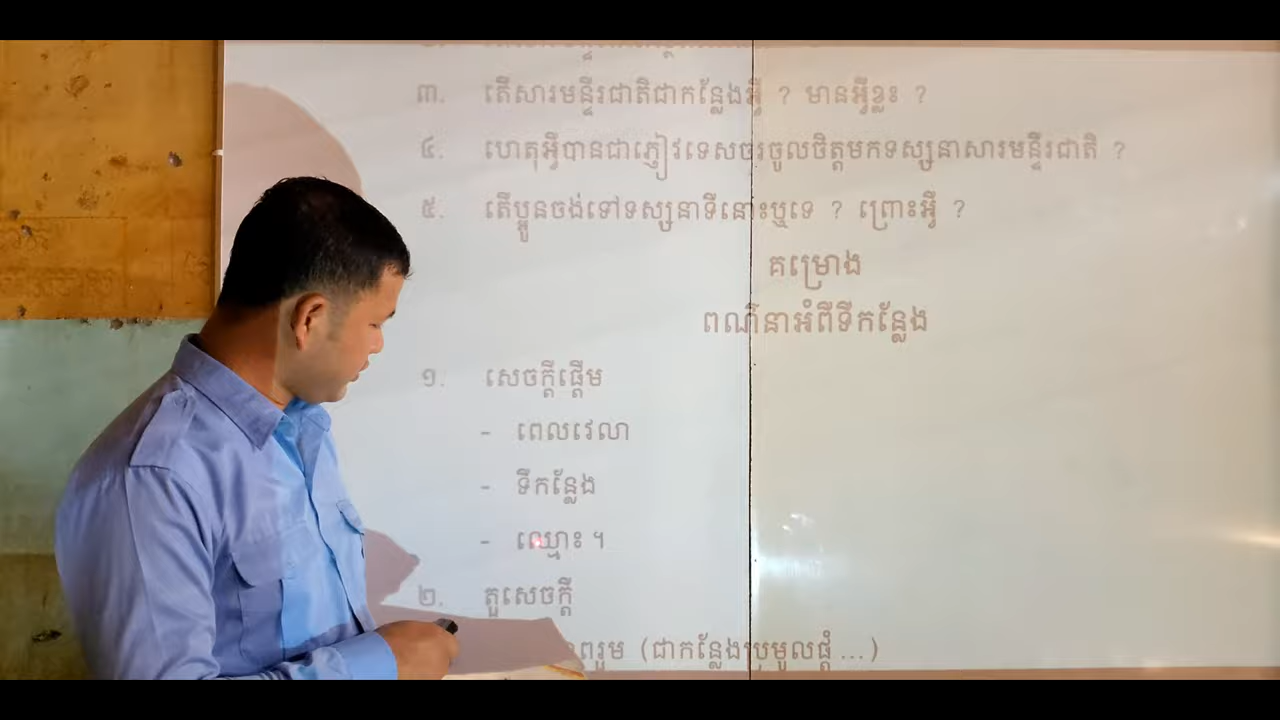 ៣. តើសារមន្ទីរជាតិជាកន្លែងអ្វី ? មានអ្វីខ្លះ ?
៤. ហេតុអ្វីបានជាភ្ញៀវទេសចរចូលចិត្តមកទស្សនាសារមន្ទីរជាតិ ?
៥. តើប្អូនចង់ទៅទស្សនាទីនោះឬទេ ? ព្រោះអ្វី ?
គម្រោង
ពណ៌នាអំពីទីកន្លែង
១. សេចក្ដីផ្ដើម
- ពេលវេលា
- ទីកន្លែង
- ឈ្មោះ ។
២. តួសេចក្ដី
(ជាកន្លែងប្រមូលផ្ដុំ ...)